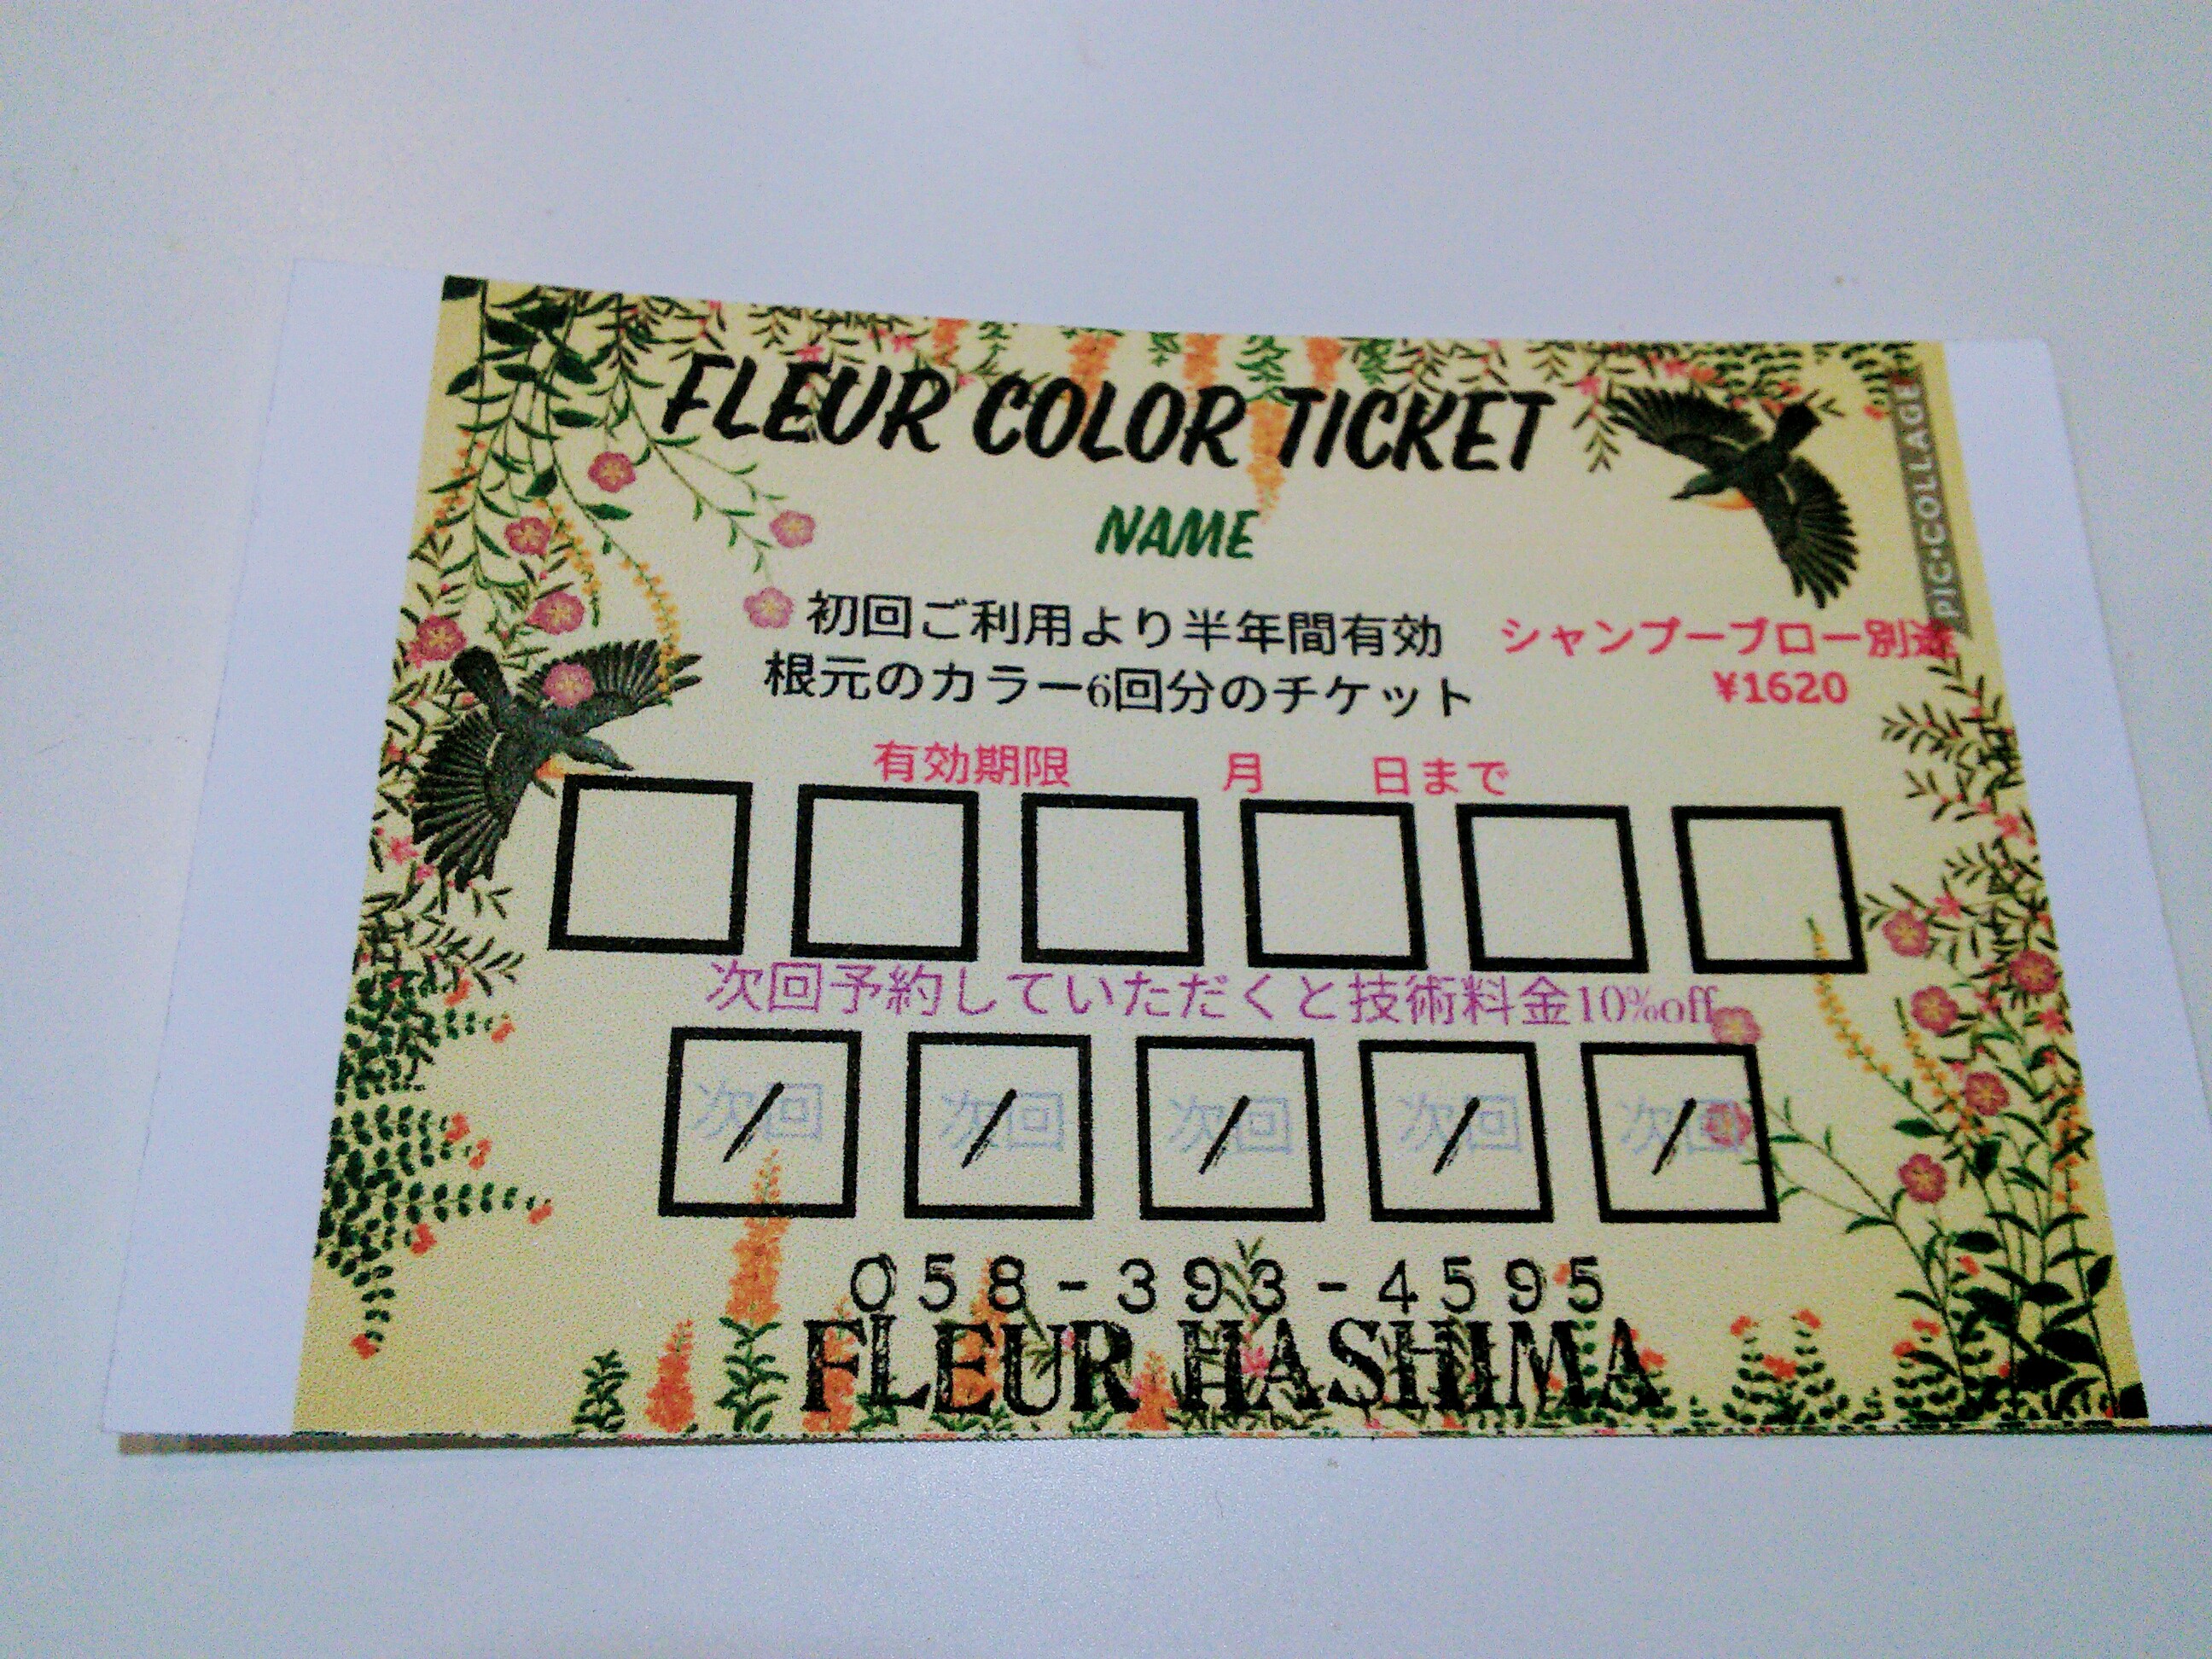 FLEUR COLOR TICKET
PIC•COLLAGE
NAME
初回ご利用より半年間有効
根元のカラー6回分のチケット
シャンプーブロー別途
¥1620
有効期限 月 日まで
次回予約していただくと技術料金10%off
次回 / 次回 / 次回 / 次回 / 次回 /
058-393-4595
FLEUR HASHIMA